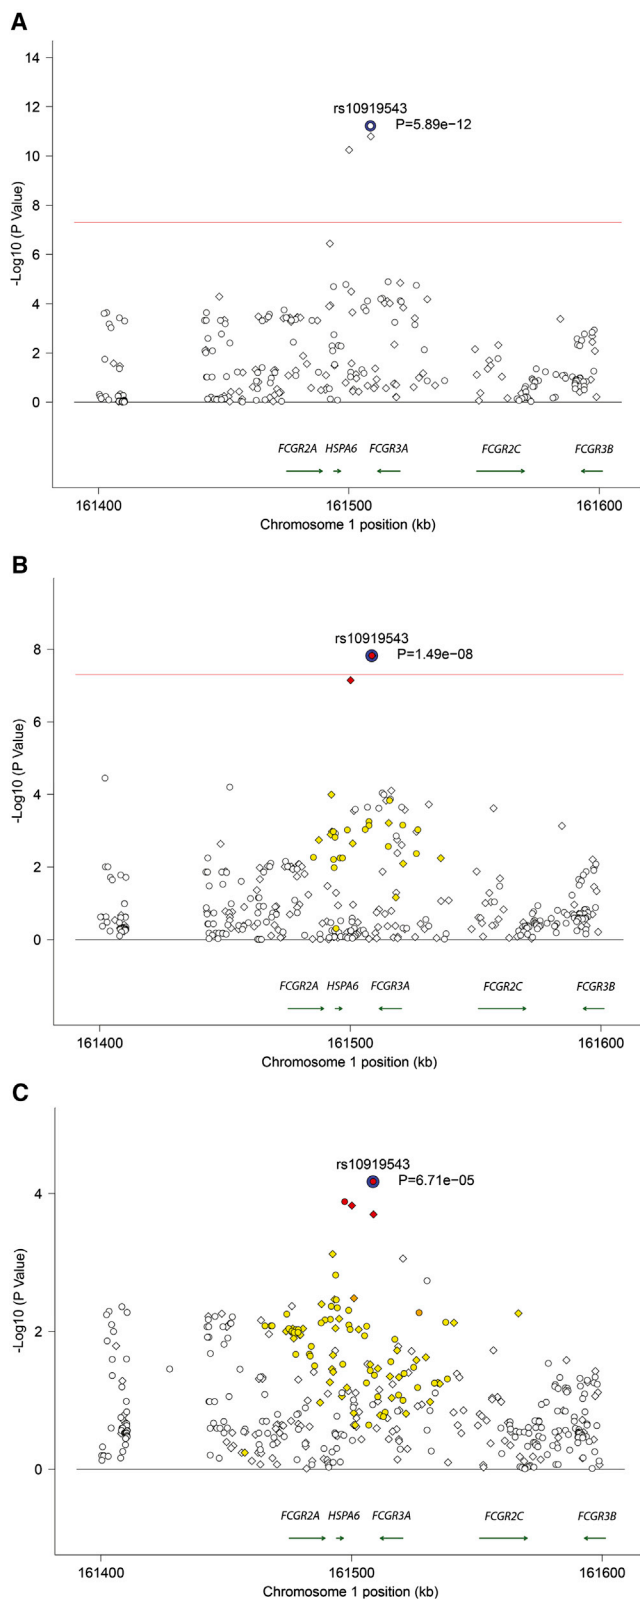 A
14
12
10
8
6
4
2
0
-Log10 (P Value)
rs10919543
P=5.89e−12
FCGR2A HSPA6 FCGR3A FCGR2C FCGR3B
161400 161500 161600
Chromosome 1 position (kb)
B
8
6
4
2
0
-Log10 (P Value)
rs10919543
P=1.49e−08
FCGR2A HSPA6 FCGR3A FCGR2C FCGR3B
161400 161500 161600
Chromosome 1 position (kb)
C
4
2
0
-Log10 (P Value)
rs10919543
P=6.71e−05
FCGR2A HSPA6 FCGR3A FCGR2C FCGR3B
161400 161500 161600
Chromosome 1 position (kb)